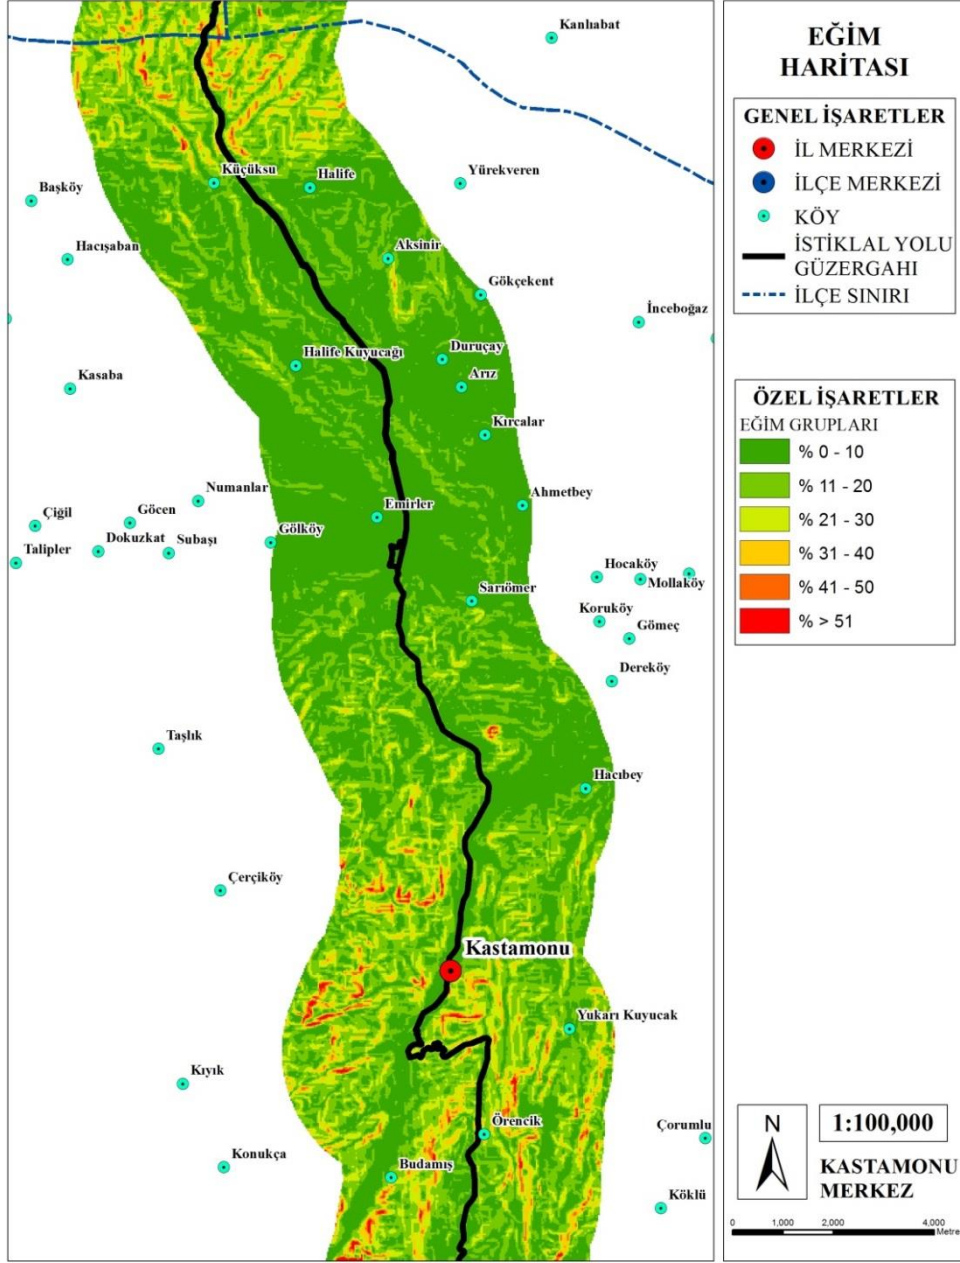 Kanlıabat
Küçüksu
Halife
Yürekveren
Başköy
Hacışaban
Aksinir
Gökçekent
İnceboğaz
Halife Kuyucağı
Duruçay
Kasaba
Arız
Kırcalar
Numanlar
Ahmetbey
Çiğil
Göcen
Emirler
Talipler
Dokuzkat
Subaşı
Gölköy
Hocaköy
Mollaköy
Sarıömer
Koruköy
Gömeç
Dereköy
Taşlık
Hacıbey
Çerçiköy
Kastamonu
Yukarı Kuyucak
Kıyık
Örencik
Çorumlu
Konukça
Budamış
Köklü
EĞİM
HARİTASI
GENEL İŞARETLER
İL MERKEZİ
İLÇE MERKEZİ
KÖY
İSTİKLAL YOLU
GÜZERGAHI
İLÇE SINIRI
ÖZEL İŞARETLER
EĞİM GRUPLARI
% 0 - 10
% 11 - 20
% 21 - 30
% 31 - 40
% 41 - 50
% > 51
N
1:100,000
KASTAMONU
MERKEZ
0 1,000 2,000 4,000
Metre